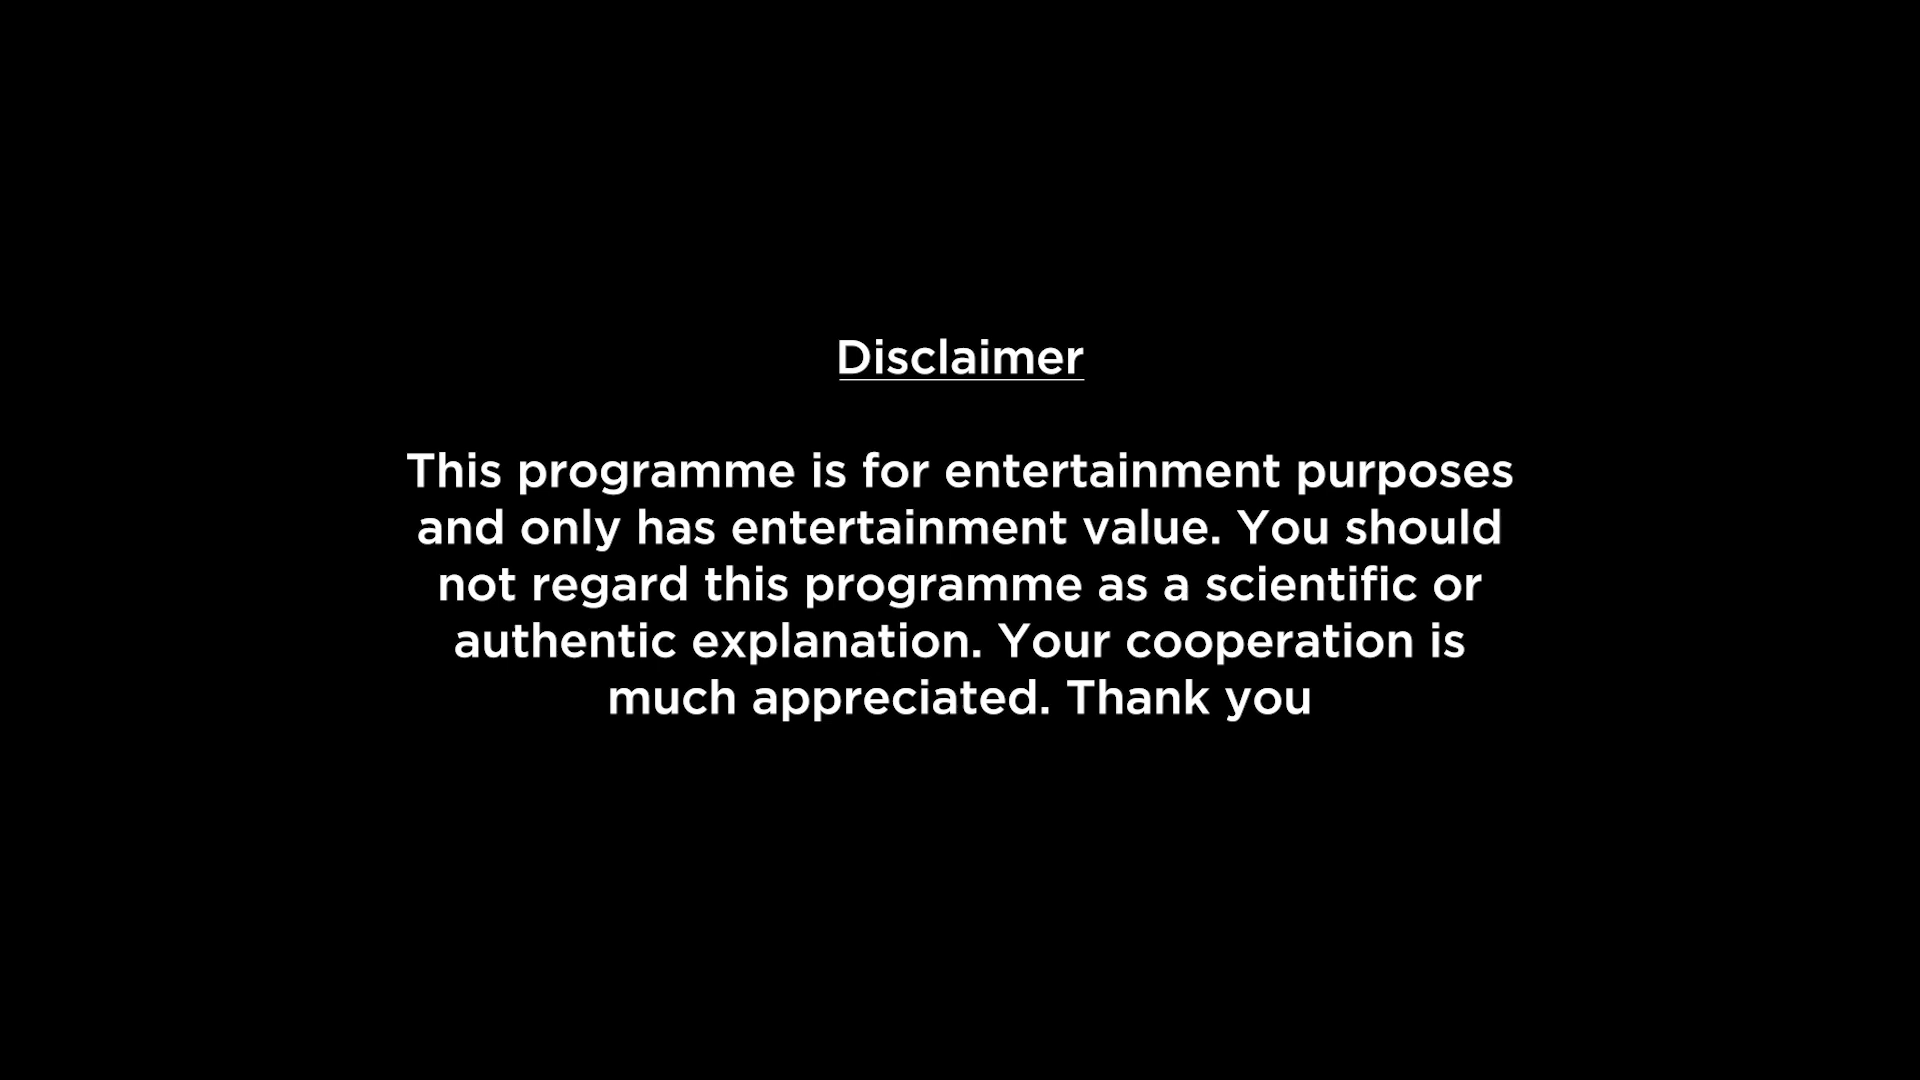 Disclaimer
This programme is for entertainment purposes
and only has entertainment value. You should
not regard this programme as a scientific or
authentic explanation. Your cooperation is
much appreciated. Thank you